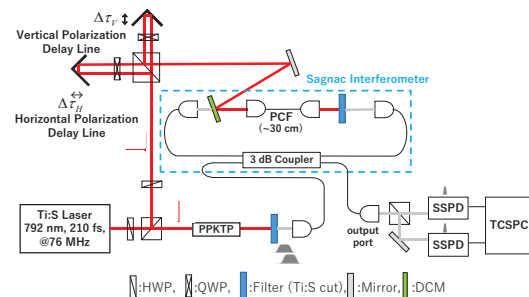 Δτ_V
Vertical Polarization
Delay Line
Δτ_H
Horizontal Polarization
Delay Line
Sagnac Interferometer
PCF
(~30 cm)
3 dB Coupler
Ti:S Laser
792 nm, 210 fs,
@76 MHz
PPKTP
output
port
SSPD
SSPD
TCSPC
:HWP, :QWP, :Filter (Ti:S cut), :Mirror, :DCM